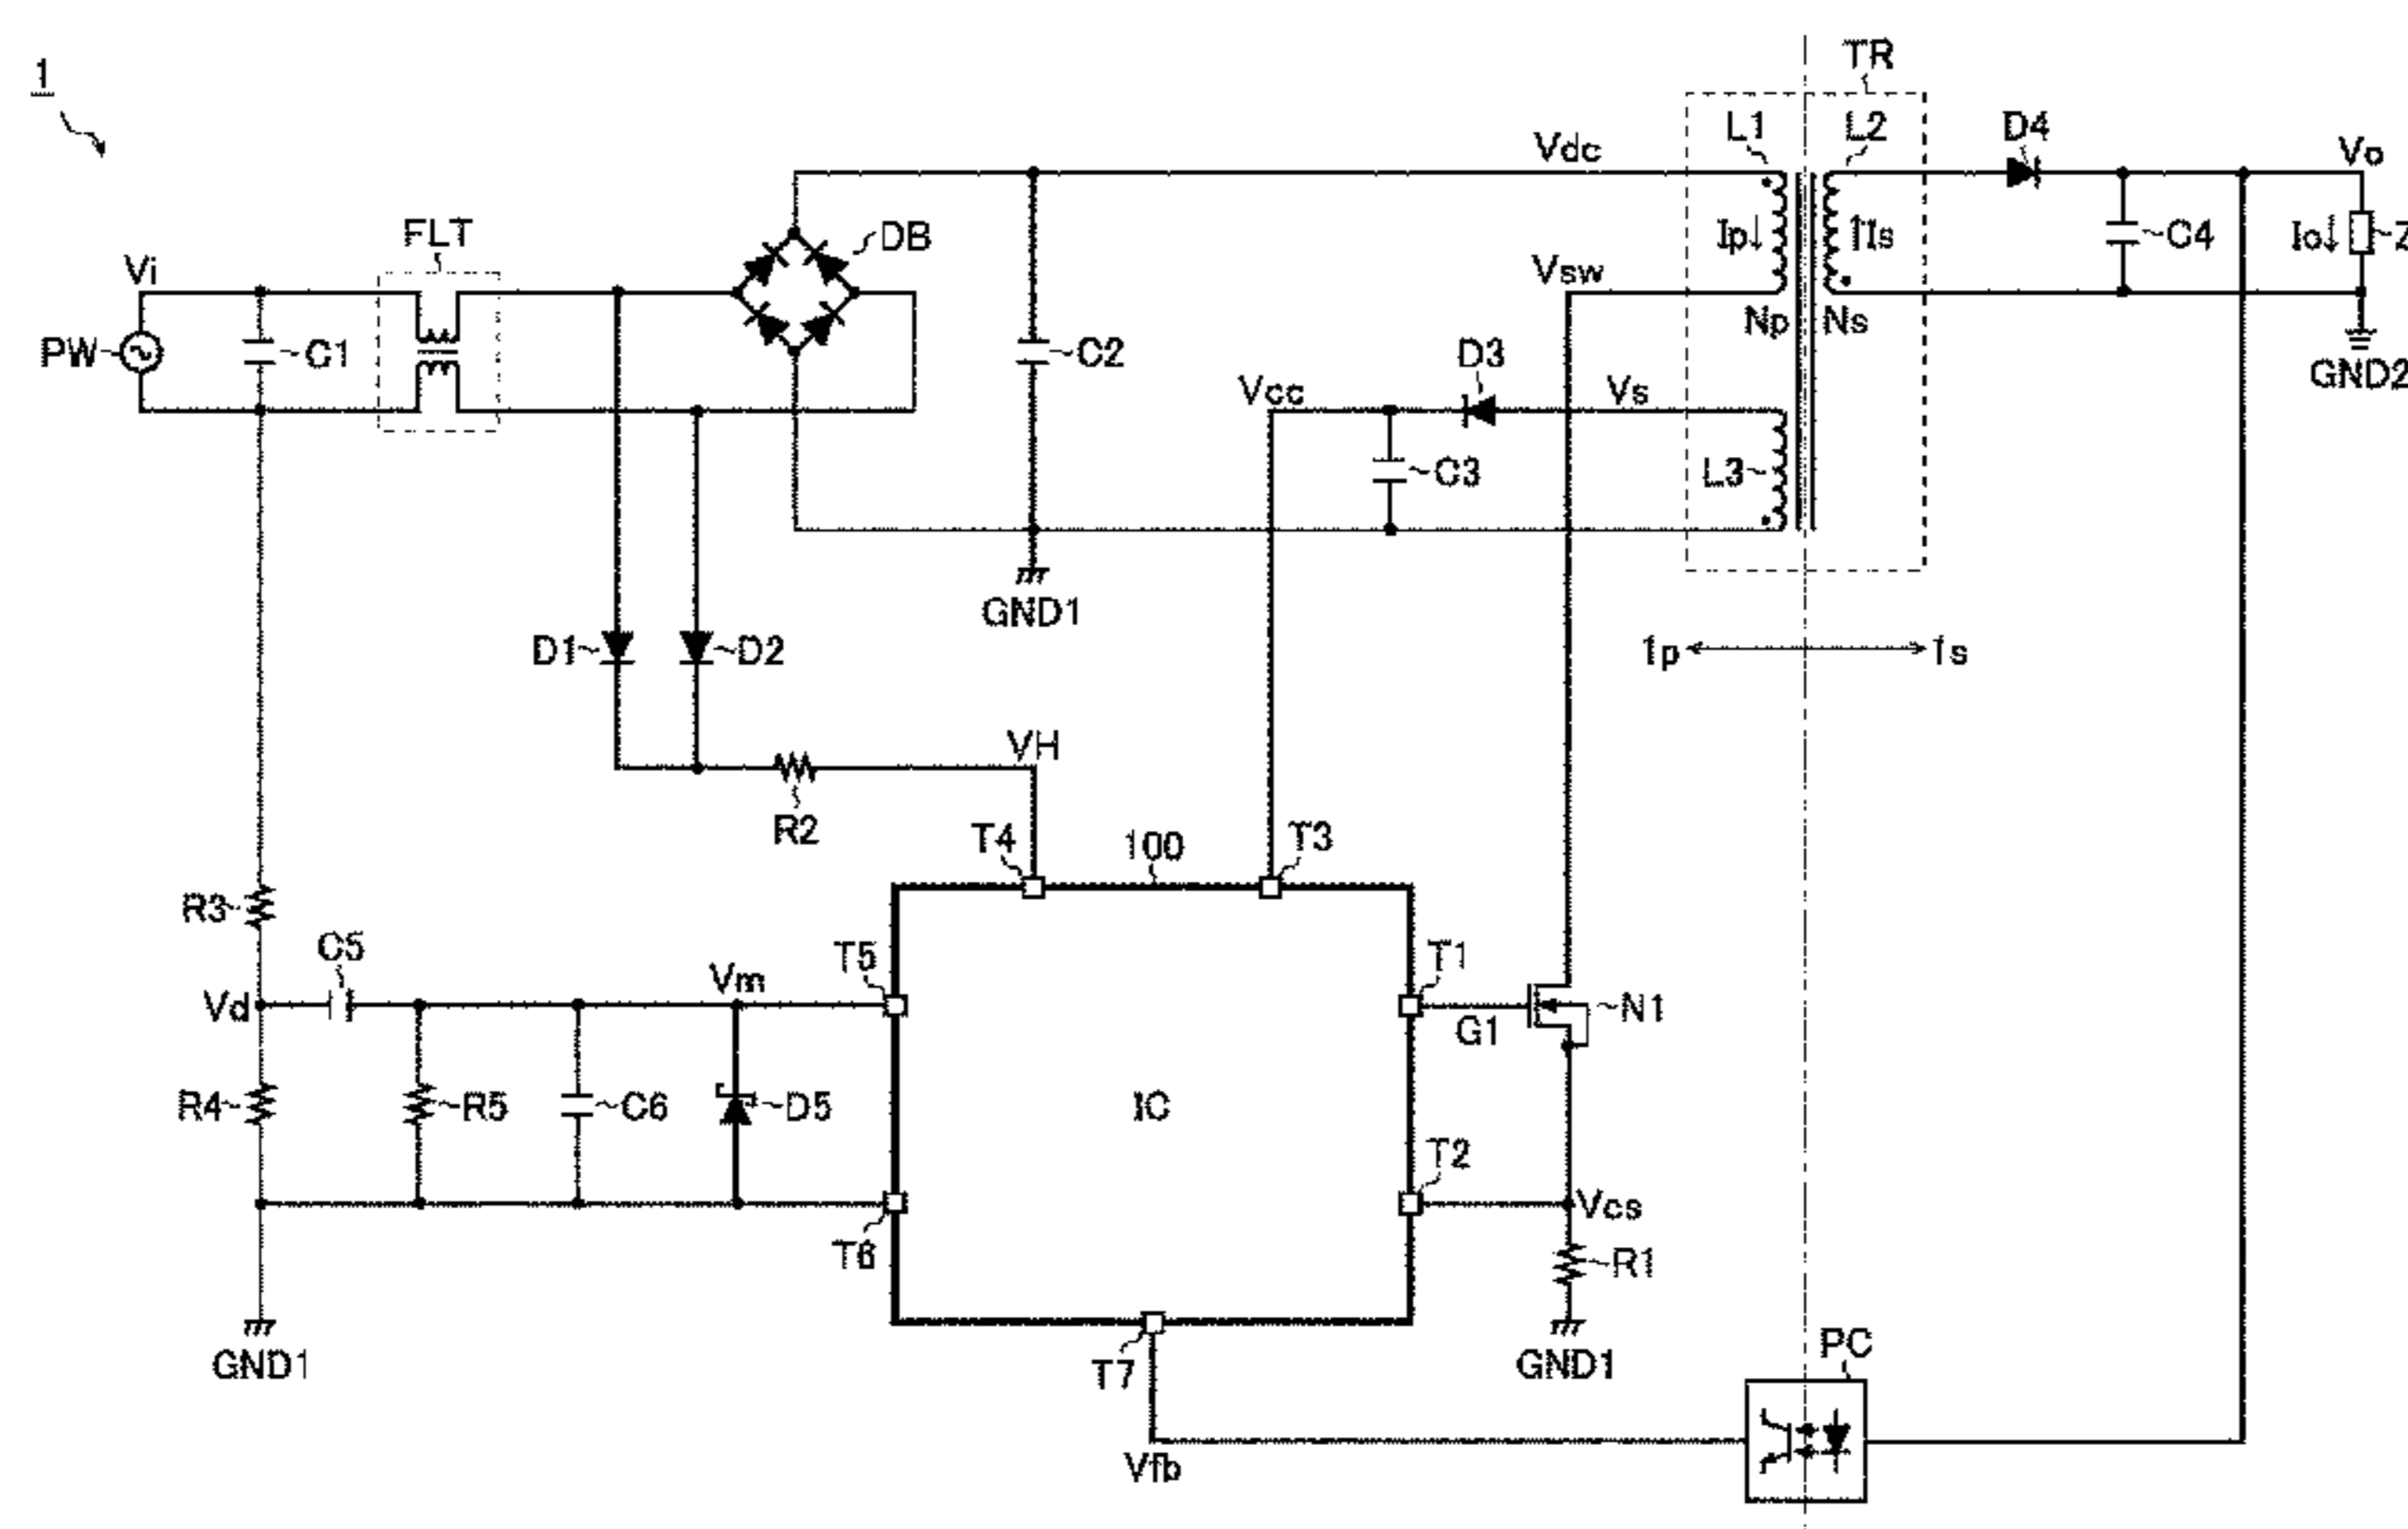 1
TR
L1
L2
D4
Vo
Vdc
FLT
DB
Ip↓
↑Is
C4
Io↓
Vi
Vsw
Np
Ns
PW
C1
C2
D3
GND2
Vcc
Vs
C3
L3
GND1
D1
D2
1p
1s
VH
R2
T4
100
T3
R3
C5
T5
T1
Vd
Vm
G1
N1
R4
R5
C6
D5
IC
T2
Vcs
T6
R1
GND1
T7
GND1
PC
Vfb